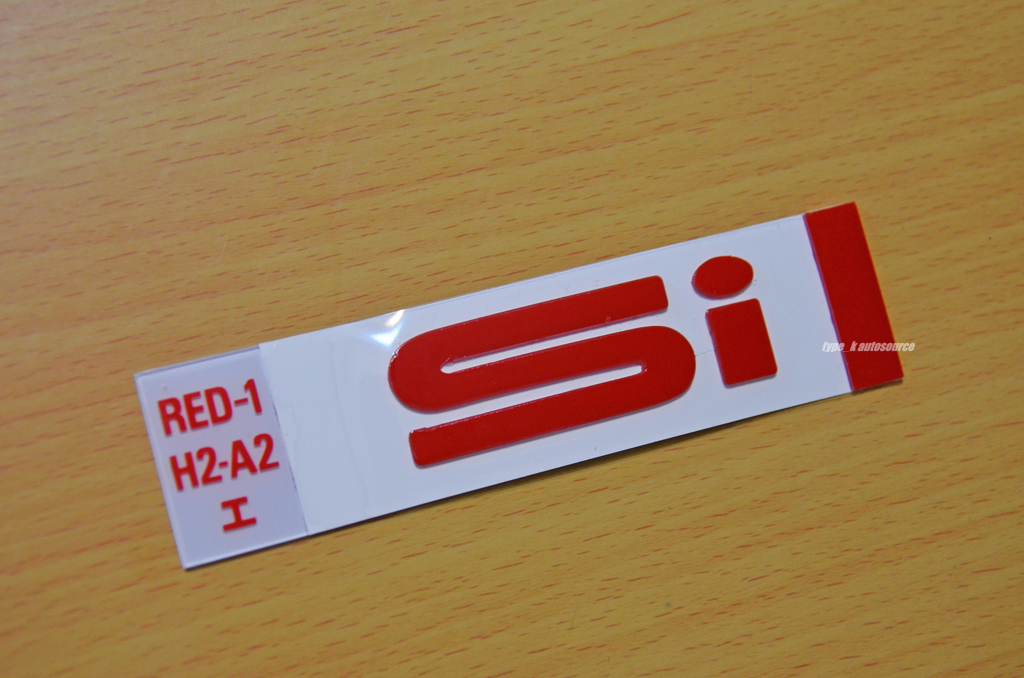 RED-1
H2-A2
エ
Si
type_k autosource